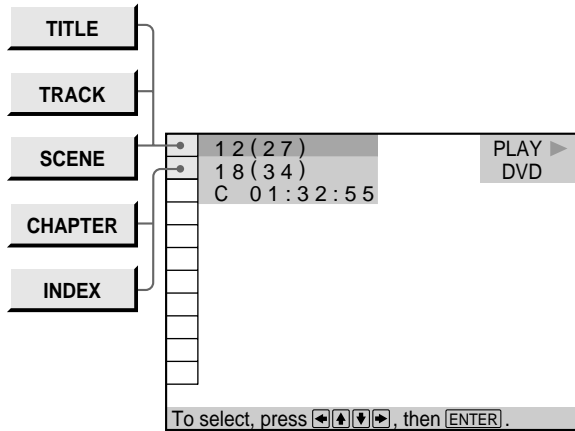 TITLE
TRACK
SCENE
CHAPTER
INDEX
12(27)
18(34)
C 01:32:55
PLAY ▶
DVD
To select, press ←↑↓→, then ENTER.